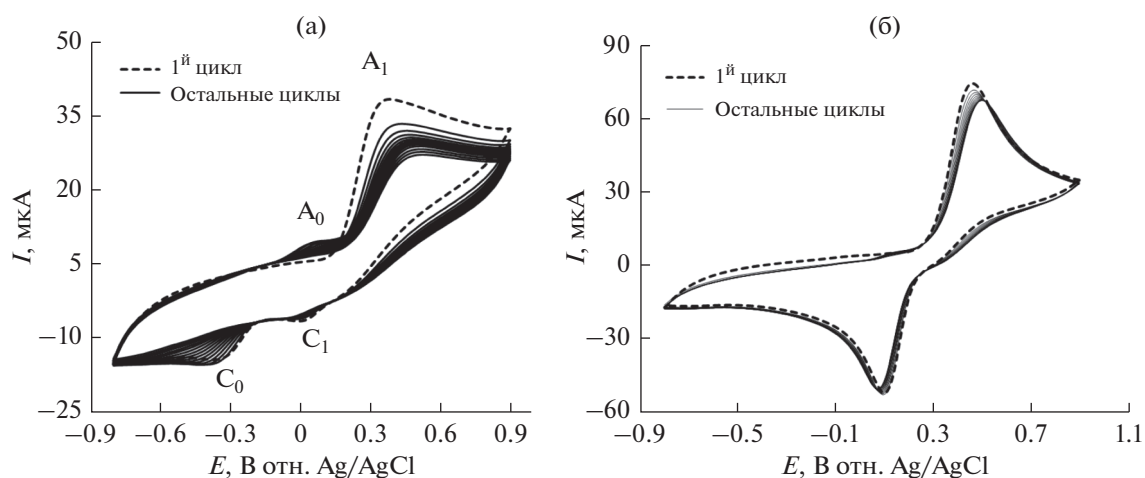 (а)
50
35
20
5
−10
−25
I, мкА
1й цикл
Остальные циклы
A1
A0
C1
C0
−0.9 −0.6 −0.3 0 0.3 0.6 0.9
E, В отн. Ag/AgCl
(б)
90
60
30
0
−30
−60
I, мкА
1й цикл
Остальные циклы
−0.9 −0.5 −0.1 0.3 0.7 1.1
E, В отн. Ag/AgCl